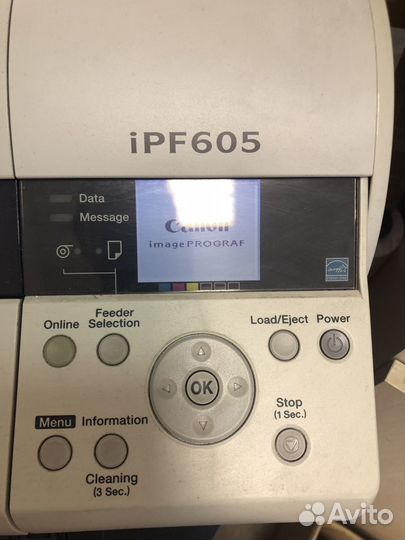 iPF605
Data
Message
Canon
imagePROGRAF
Online
Feeder
Selection
Load/Eject
Power
OK
Stop
(1 Sec.)
Menu
Information
Cleaning
(3 Sec.)
Avito